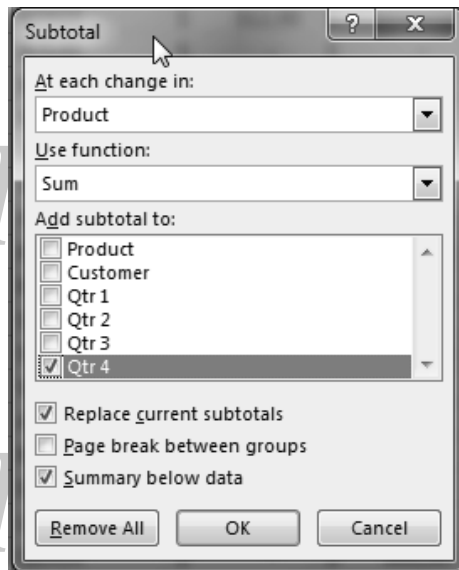 Subtotal
? X
At each change in:
Product
Use function:
Sum
Add subtotal to:
Product
Customer
Qtr 1
Qtr 2
Qtr 3
Qtr 4
Replace current subtotals
Page break between groups
Summary below data
Remove All OK Cancel